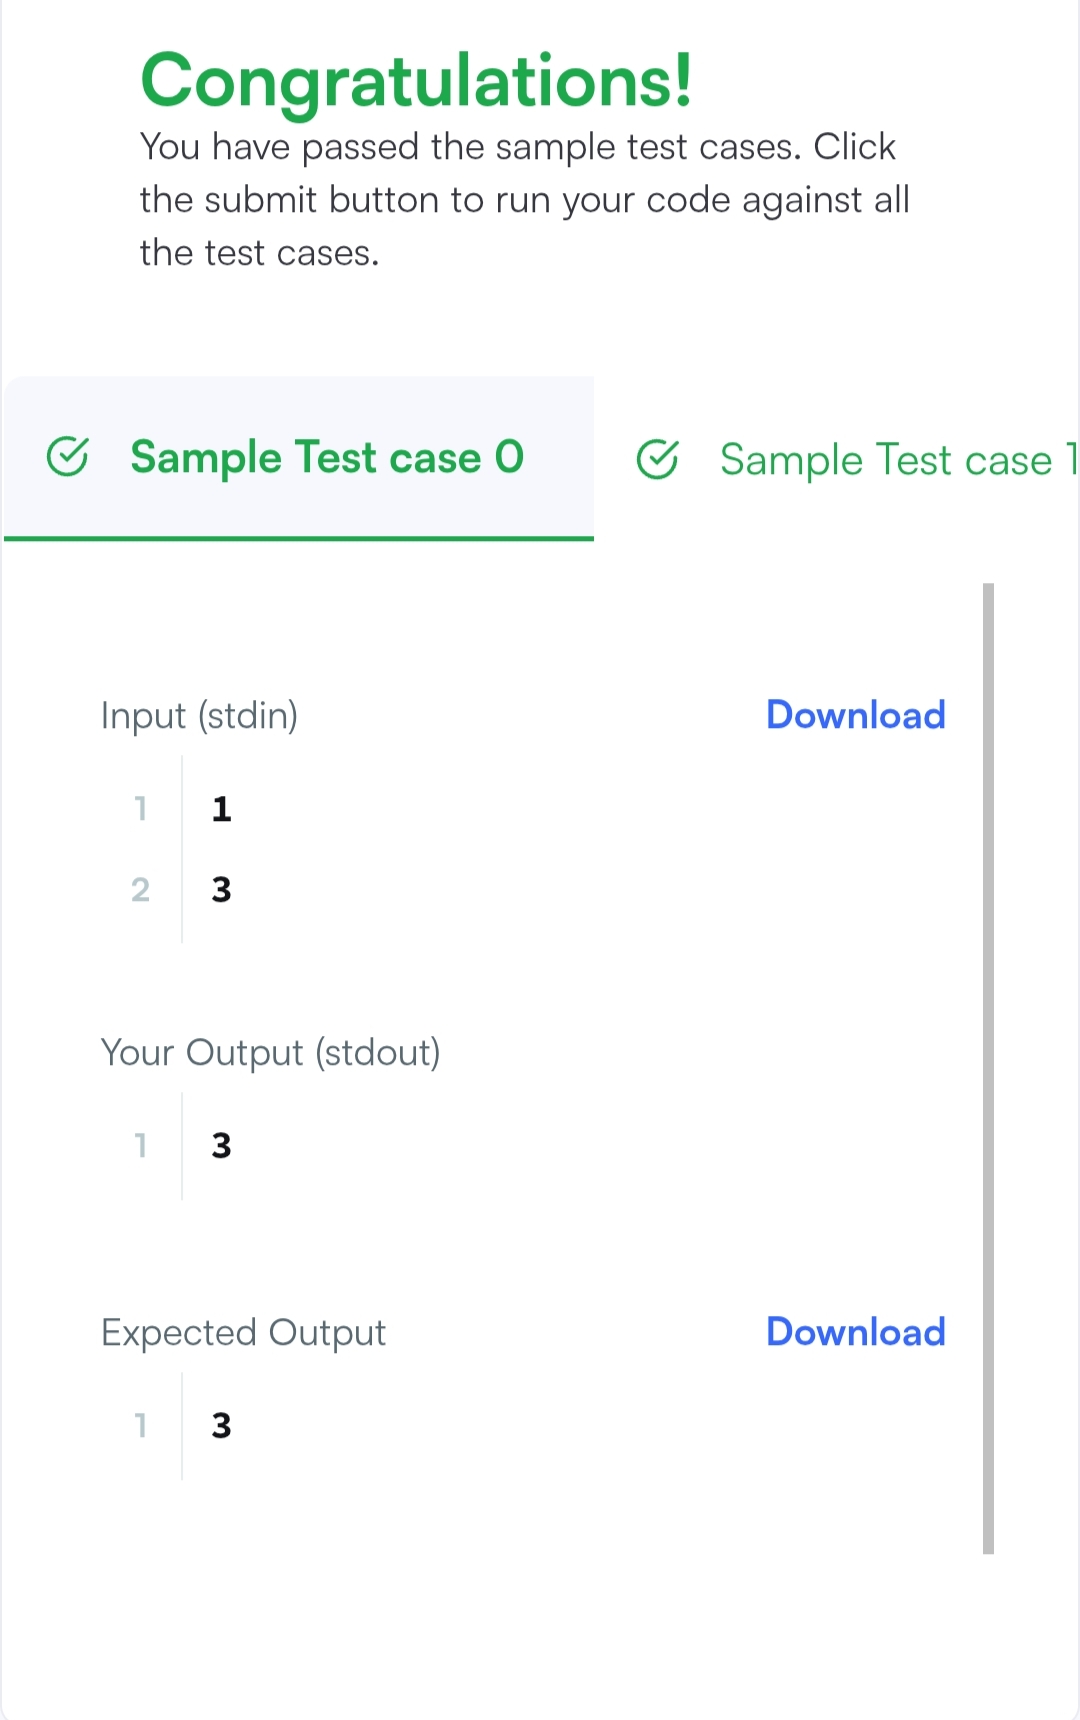 Congratulations!
You have passed the sample test cases. Click
the submit button to run your code against all
the test cases.
Sample Test case 0
Sample Test case 1
Input (stdin)
Download
1 1
2 3
Your Output (stdout)
1 3
Expected Output
Download
1 3